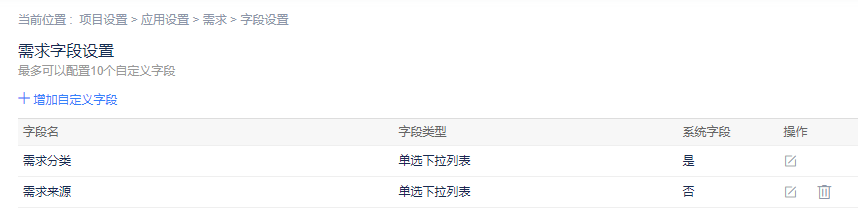 当前位置：项目设置 > 应用设置 > 需求 > 字段设置
需求字段设置
最多可以配置10个自定义字段
增加自定义字段
字段名 字段类型 系统字段 操作
需求分类 单选下拉列表 是
需求来源 单选下拉列表 否